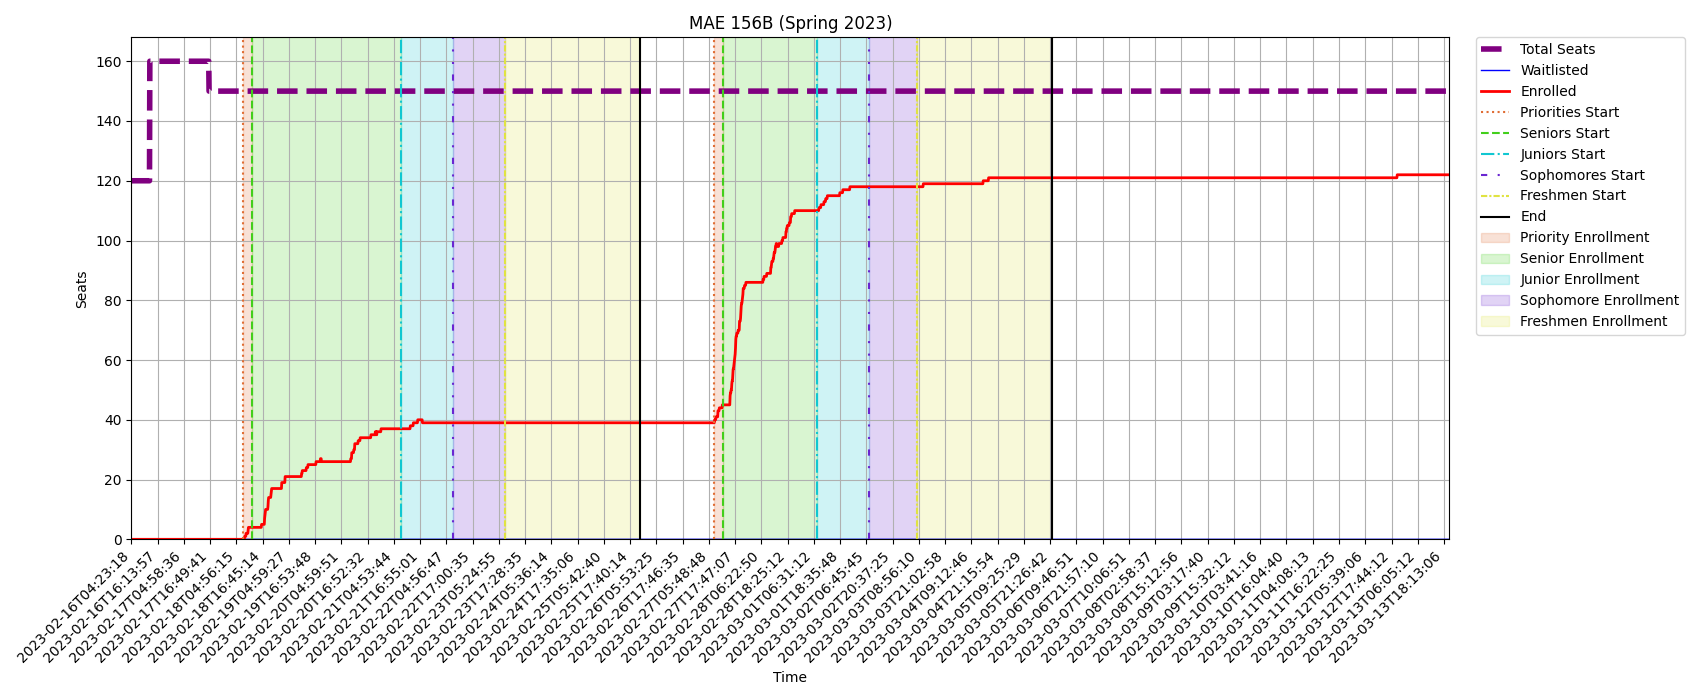 MAE 156B (Spring 2023)
Seats
160
140
120
100
80
60
40
20
0
2023-02-16T04:23:18
2023-02-16T16:13:57
2023-02-17T04:58:36
2023-02-17T16:49:41
2023-02-18T04:56:15
2023-02-18T16:45:14
2023-02-19T04:59:27
2023-02-19T16:53:48
2023-02-20T04:59:51
2023-02-20T16:52:32
2023-02-21T04:53:44
2023-02-21T16:55:01
2023-02-22T04:56:47
2023-02-22T17:00:35
2023-02-23T05:24:55
2023-02-23T17:28:35
2023-02-24T05:36:14
2023-02-24T17:35:06
2023-02-25T05:42:40
2023-02-25T17:40:14
2023-02-26T05:53:25
2023-02-26T17:46:35
2023-02-27T05:48:48
2023-02-27T17:47:07
2023-02-28T06:22:50
2023-02-28T18:25:12
2023-03-01T06:31:12
2023-03-01T18:35:48
2023-03-02T06:45:45
2023-03-02T20:37:25
2023-03-03T08:56:10
2023-03-03T21:02:58
2023-03-04T09:12:46
2023-03-04T21:15:54
2023-03-05T09:25:29
2023-03-05T21:26:42
2023-03-06T09:46:51
2023-03-06T21:57:10
2023-03-07T10:06:51
2023-03-08T02:58:37
2023-03-08T15:12:56
2023-03-09T03:17:40
2023-03-09T15:32:12
2023-03-10T03:41:16
2023-03-10T16:04:40
2023-03-11T04:08:13
2023-03-11T16:22:25
2023-03-12T05:39:06
2023-03-12T17:44:12
2023-03-13T06:05:12
2023-03-13T18:13:06
Time
Total Seats
Waitlisted
Enrolled
Priorities Start
Seniors Start
Juniors Start
Sophomores Start
Freshmen Start
End
Priority Enrollment
Senior Enrollment
Junior Enrollment
Sophomore Enrollment
Freshmen Enrollment